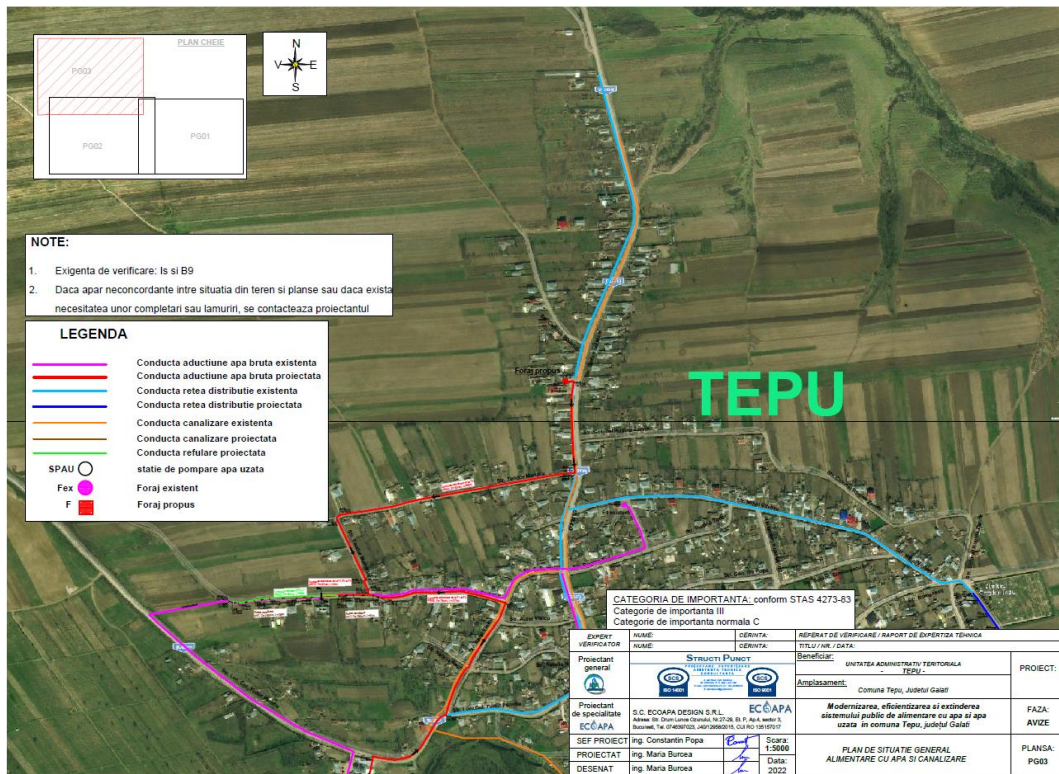 PLAN CHEIE
PG03
PG02
PG01
N
V
E
S
NOTE:
1. Exigenta de verificare: Is si B9
2. Daca apar neconcordante intre situatia din teren si planse sau daca exista
necesitatea unor completari sau lamuriri, se contacteaza proiectantul
LEGENDA
Conducta aductiune apa bruta existenta
Conducta aductiune apa bruta proiectata
Conducta retea distributie existenta
Conducta retea distributie proiectata
Conducta canalizare existenta
Conducta canalizare proiectata
Conducta refulare proiectata
SPAU statie de pompare apa uzata
Fex Foraj existent
F Foraj propus
Foraj propus
TEPU
CATEGORIA DE IMPORTANTA: conform STAS 4273-83
Categorie de importanta III
Categorie de importanta normala C
EXPERT
VERIFICATOR
NUME:
CERINTA:
REFERAT DE VERIFICARE / RAPORT DE EXPERTIZA TEHNICA
NUME:
CERINTA:
TITLU / NR. / DATA:
Proiectant
general
STRUCTI PUNCT
SCS
ISO 14001
SCS
ISO 9001
Beneficiar:
UNITATEA ADMINISTRATIV TERITORIALA
TEPU -
Amplasament:
Comuna Tepu, Judetul Galati
PROIECT:
Proiectant
de specialitate
ECOAPA
S.C. ECOAPA DESIGN S.R.L.
ECOAPA
Modernizarea, eficientizarea si extinderea
sistemului public de alimentare cu apa si apa
uzata in comuna Tepu, județul Galati
FAZA:
AVIZE
SEF PROIECT
ing. Constantin Popa
Scara:
1:5000
PROIECTAT
ing. Maria Burcea
DESENAT
ing. Maria Burcea
Data:
2022
PLAN DE SITUATIE GENERAL
ALIMENTARE CU APA SI CANALIZARE
PLANSA:
PG03